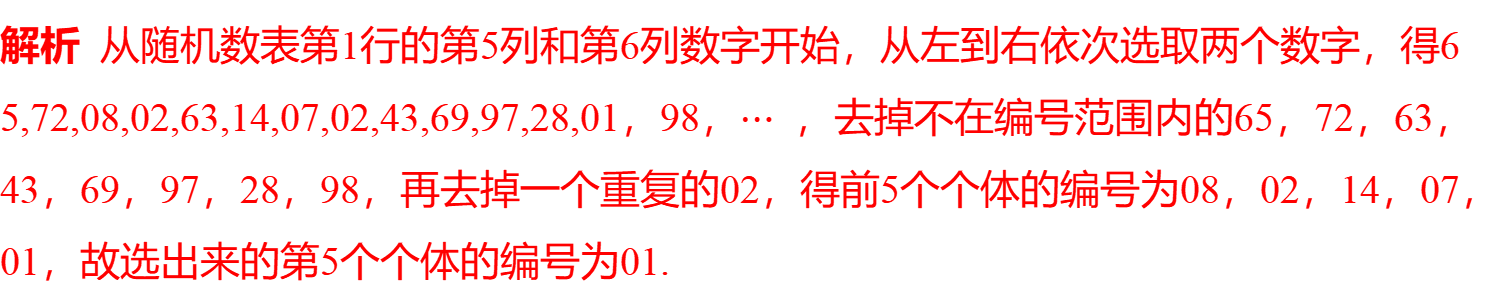 解析 从随机数表第1行的第5列和第6列数字开始，从左到右依次选取两个数字，得6
5,72,08,02,63,14,07,02,43,69,97,28,01，98，… ，去掉不在编号范围内的65，72，63，
43，69，97，28，98，再去掉一个重复的02，得前5个个体的编号为08，02，14，07，
01，故选出来的第5个个体的编号为01.